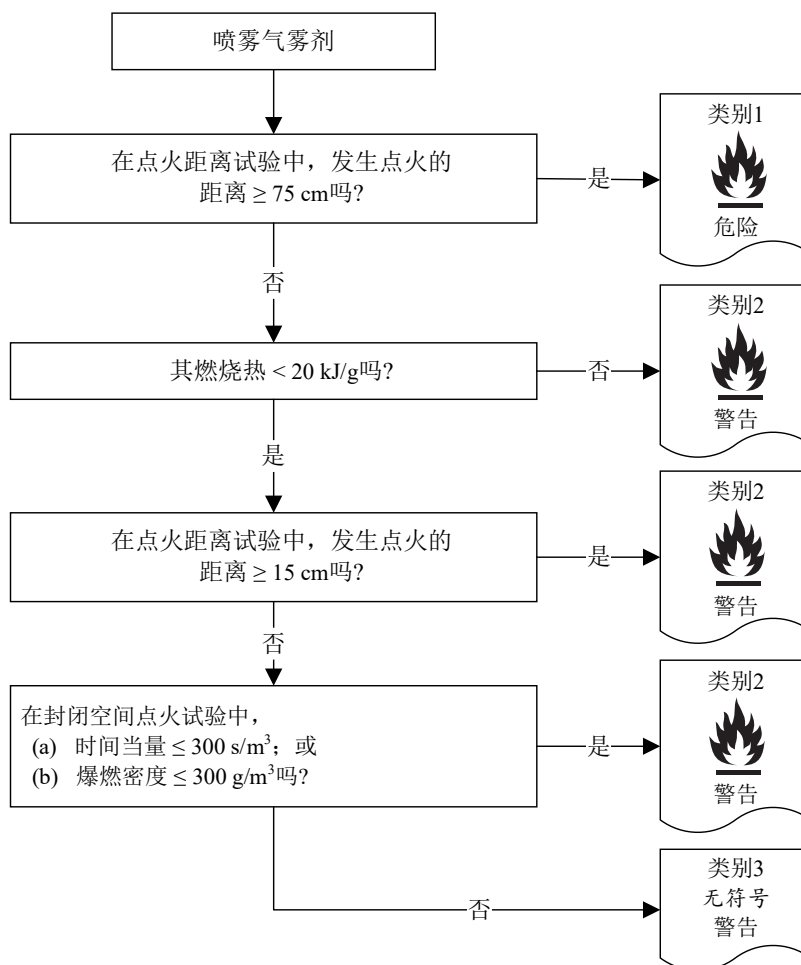 喷雾气雾剂
在点火距离试验中，发生点火的
距离 ≥ 75 cm吗?
是
类别1
危险
否
其燃烧热 < 20 kJ/g吗?
否
类别2
警告
是
在点火距离试验中，发生点火的
距离 ≥ 15 cm吗?
是
类别2
警告
否
在封闭空间点火试验中，
(a) 时间当量 ≤ 300 s/m³；或
(b) 爆燃密度 ≤ 300 g/m³吗?
是
类别2
警告
否
类别3
无符号
警告